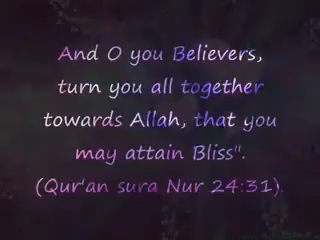 And O you Believers,
turn you all together
towards Allah, that you
may attain Bliss".
(Qur'an sura Nur 24:31).